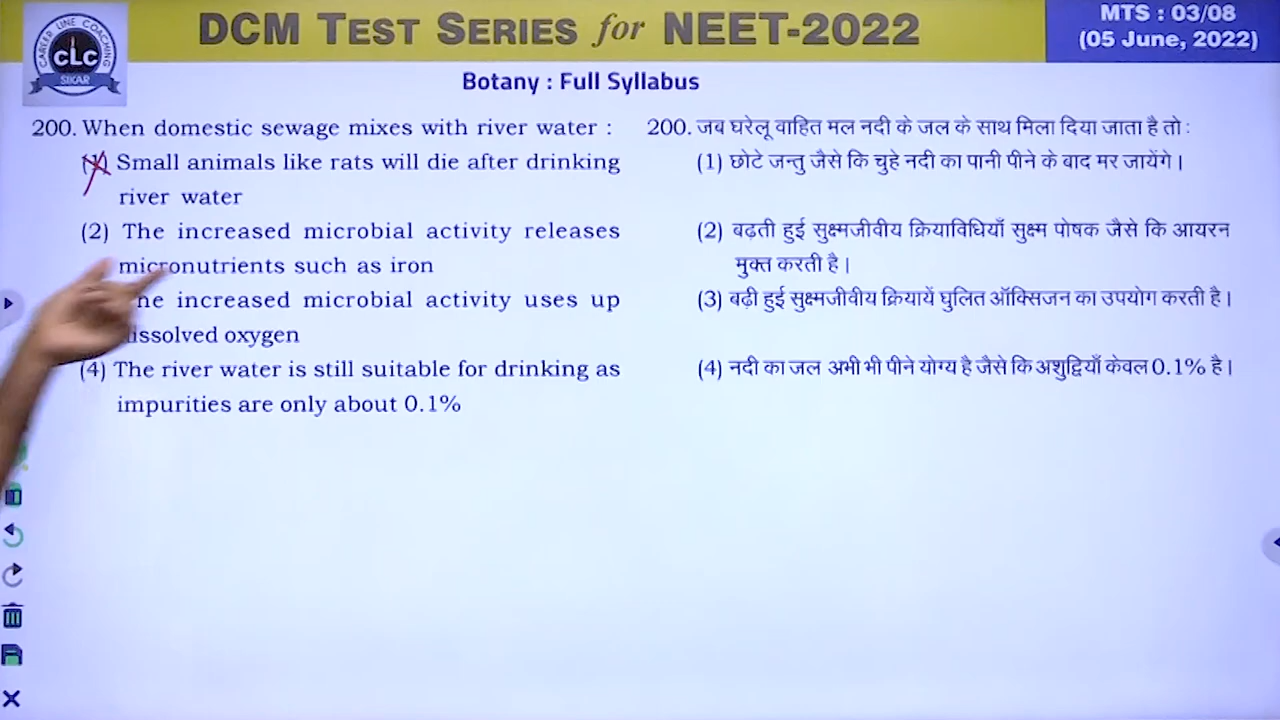 DCM TEST SERIES for NEET-2022
MTS : 03/08
(05 June, 2022)
CAREER LINE COACHING
CLC
SIKAR
Botany : Full Syllabus
200. When domestic sewage mixes with river water :
(1) Small animals like rats will die after drinking
river water
(2) The increased microbial activity releases
micronutrients such as iron
increased microbial activity uses up
oxygen
(4) The river water is still suitable for drinking as
impurities are only about 0.1%
200. जब घरेलू वाहित मल नदी के जल के साथ मिला दिया जाता है तो :
(1) छोटे जन्तु जैसे कि चुहे नदी का पानी पीने के बाद मर जायेंगे।
(2) बढ़ती हुई सुक्ष्मजीवीय क्रियाविधियाँ सुक्ष्म पोषक जैसे कि आयरन
मुक्त करती है।
(3) बढ़ी हुई सुक्ष्मजीवीय क्रियायें घुलित ऑक्सिजन का उपयोग करती है।
(4) नदी का जल अभी भी पीने योग्य है जैसे कि अशुद्वियाँ केवल 0.1% है।